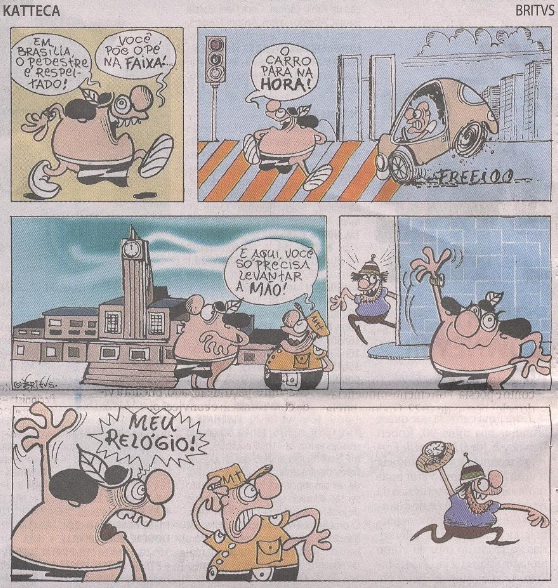 KATTECA
BRITVS
EM
BRASÍLIA,
O PEDESTRE
É RESPEI-
TADO!
VOCÊ
PÕE O PÉ
NA FAIXA!...
O
CARRO
PARA NA
HORA!
FREEIOO
E AQUI, VOCÊ
SÓ PRECISA
LEVANTAR
A MÃO!
©BRITVS.
MEU
RELÓGIO!